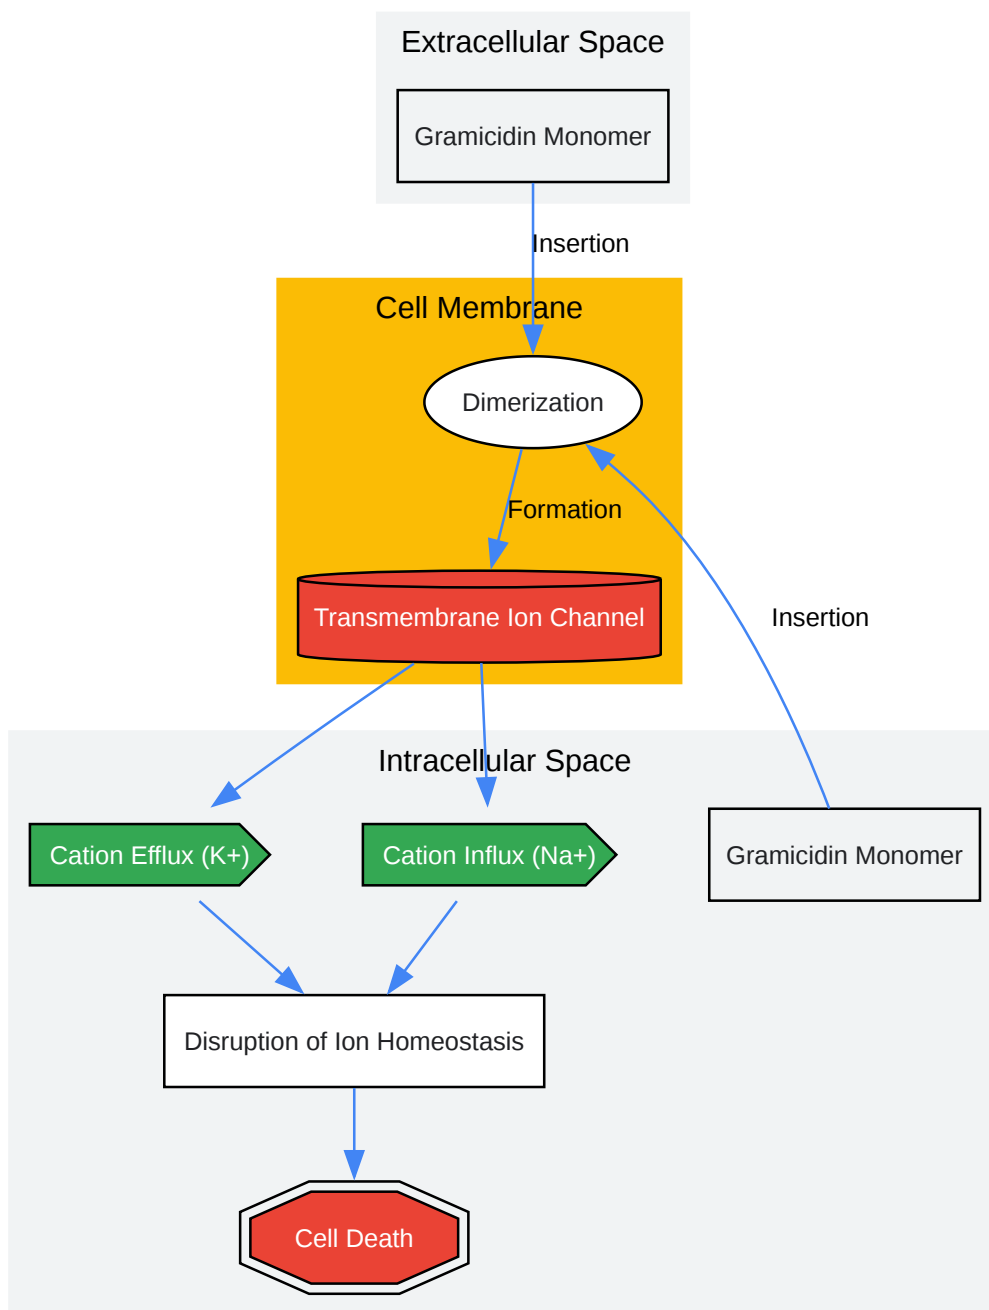 Extracellular Space
Gramicidin Monomer
Insertion
Cell Membrane
Dimerization
Formation
Transmembrane Ion Channel
Insertion
Intracellular Space
Cation Efflux (K+)
Cation Influx (Na+)
Gramicidin Monomer
Disruption of Ion Homeostasis
Cell Death